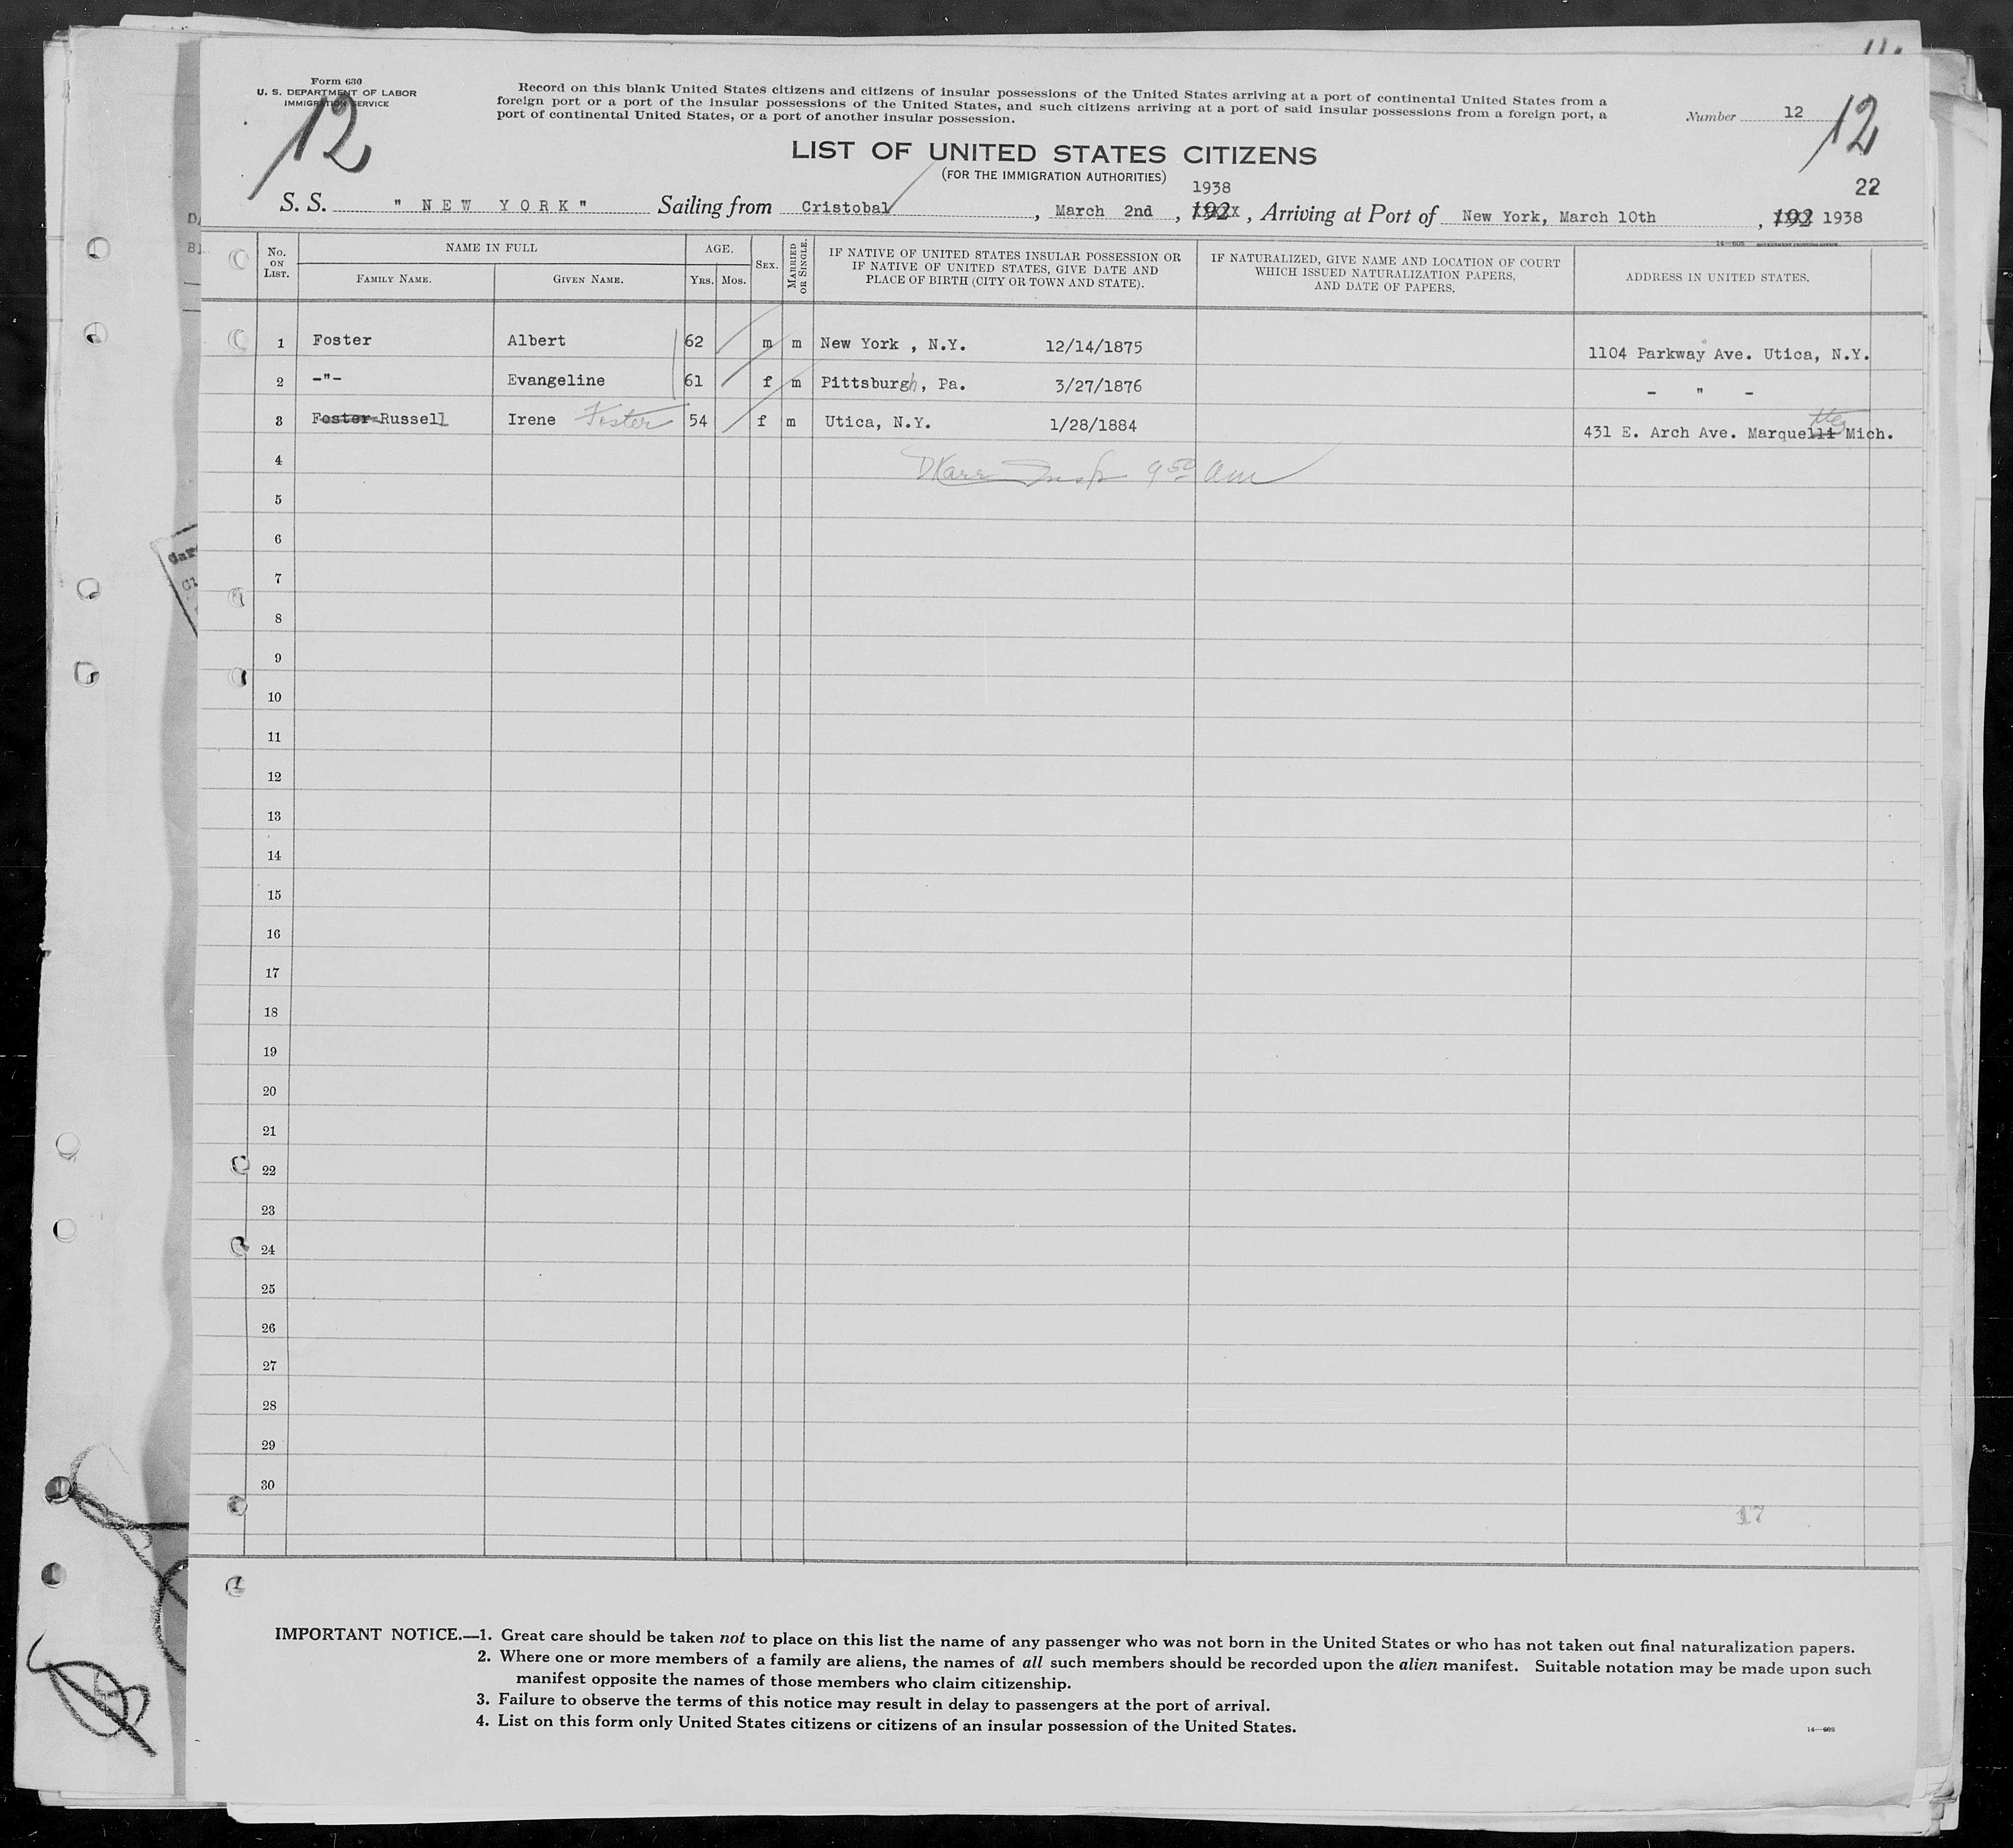 Form 630
U. S. DEPARTMENT OF LABOR
IMMIGRATION SERVICE
12
Record on this blank United States citizens and citizens of insular possessions of the United States arriving at a port of continental United States from a
foreign port or a port of the insular possessions of the United States, and such citizens arriving at a port of said insular possessions from a foreign port, a
port of continental United States, or a port of another insular possession.
Number 12
12
LIST OF UNITED STATES CITIZENS
(FOR THE IMMIGRATION AUTHORITIES)
22
1938
S. S. " NEW YORK" Sailing from Cristobal, March 2nd, 192, Arriving at Port of New York, March 10th, 192 1938
No. ON LIST.
NAME IN FULL
FAMILY NAME.
GIVEN NAME.
AGE.
YRS. MOS.
SEX.
MARRIED OR SINGLE.
IF NATIVE OF UNITED STATES INSULAR POSSESSION OR
IF NATIVE OF UNITED STATES, GIVE DATE AND
PLACE OF BIRTH (CITY OR TOWN AND STATE).
IF NATURALIZED, GIVE NAME AND LOCATION OF COURT
WHICH ISSUED NATURALIZATION PAPERS,
AND DATE OF PAPERS.
ADDRESS IN UNITED STATES.
1 Foster Albert 62 m m New York , N.Y. 12/14/1875 1104 Parkway Ave. Utica, N.Y.
2 -"- Evangeline 61 f m Pittsburgh, Pa. 3/27/1876 - " -
3 Foster Russell Irene Foster 54 f m Utica, N.Y. 1/28/1884 431 E. Arch Ave. Marquelli tte Mich.
4 Insp 9 50 am
5
6
7
8
9
10
11
12
13
14
15
16
17
18
19
20
21
22
23
24
25
26
27
28
29
30
17
IMPORTANT NOTICE.—1. Great care should be taken not to place on this list the name of any passenger who was not born in the United States or who has not taken out final naturalization papers.
2. Where one or more members of a family are aliens, the names of all such members should be recorded upon the alien manifest. Suitable notation may be made upon such
manifest opposite the names of those members who claim citizenship.
3. Failure to observe the terms of this notice may result in delay to passengers at the port of arrival.
4. List on this form only United States citizens or citizens of an insular possession of the United States.
14—608